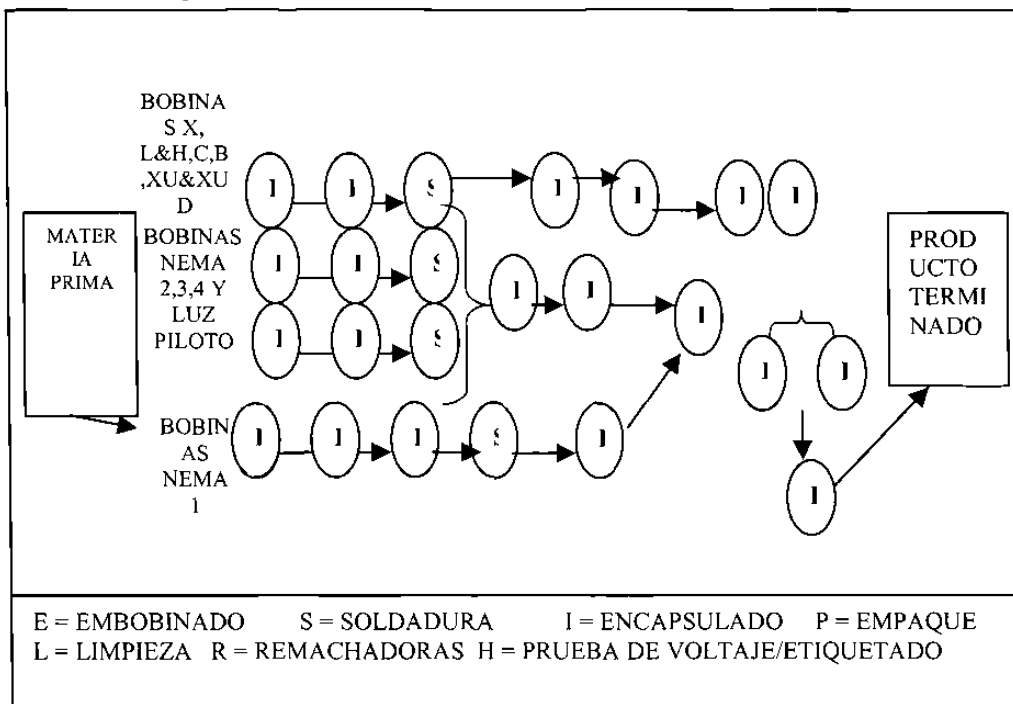 BOBINA
S X,
L&H,C,B
,XU&XU
D
MATER
IA
PRIMA
BOBINAS
NEMA
2,3,4 Y
LUZ
PILOTO
BOBIN
AS
NEMA
1
S
S
S
S
PROD
UCTO
TERMI
NADO
E = EMBOBINADO S = SOLDADURA I = ENCAPSULADO P = EMPAQUE
L = LIMPIEZA R = REMACHADORAS H = PRUEBA DE VOLTAJE/ETIQUETADO